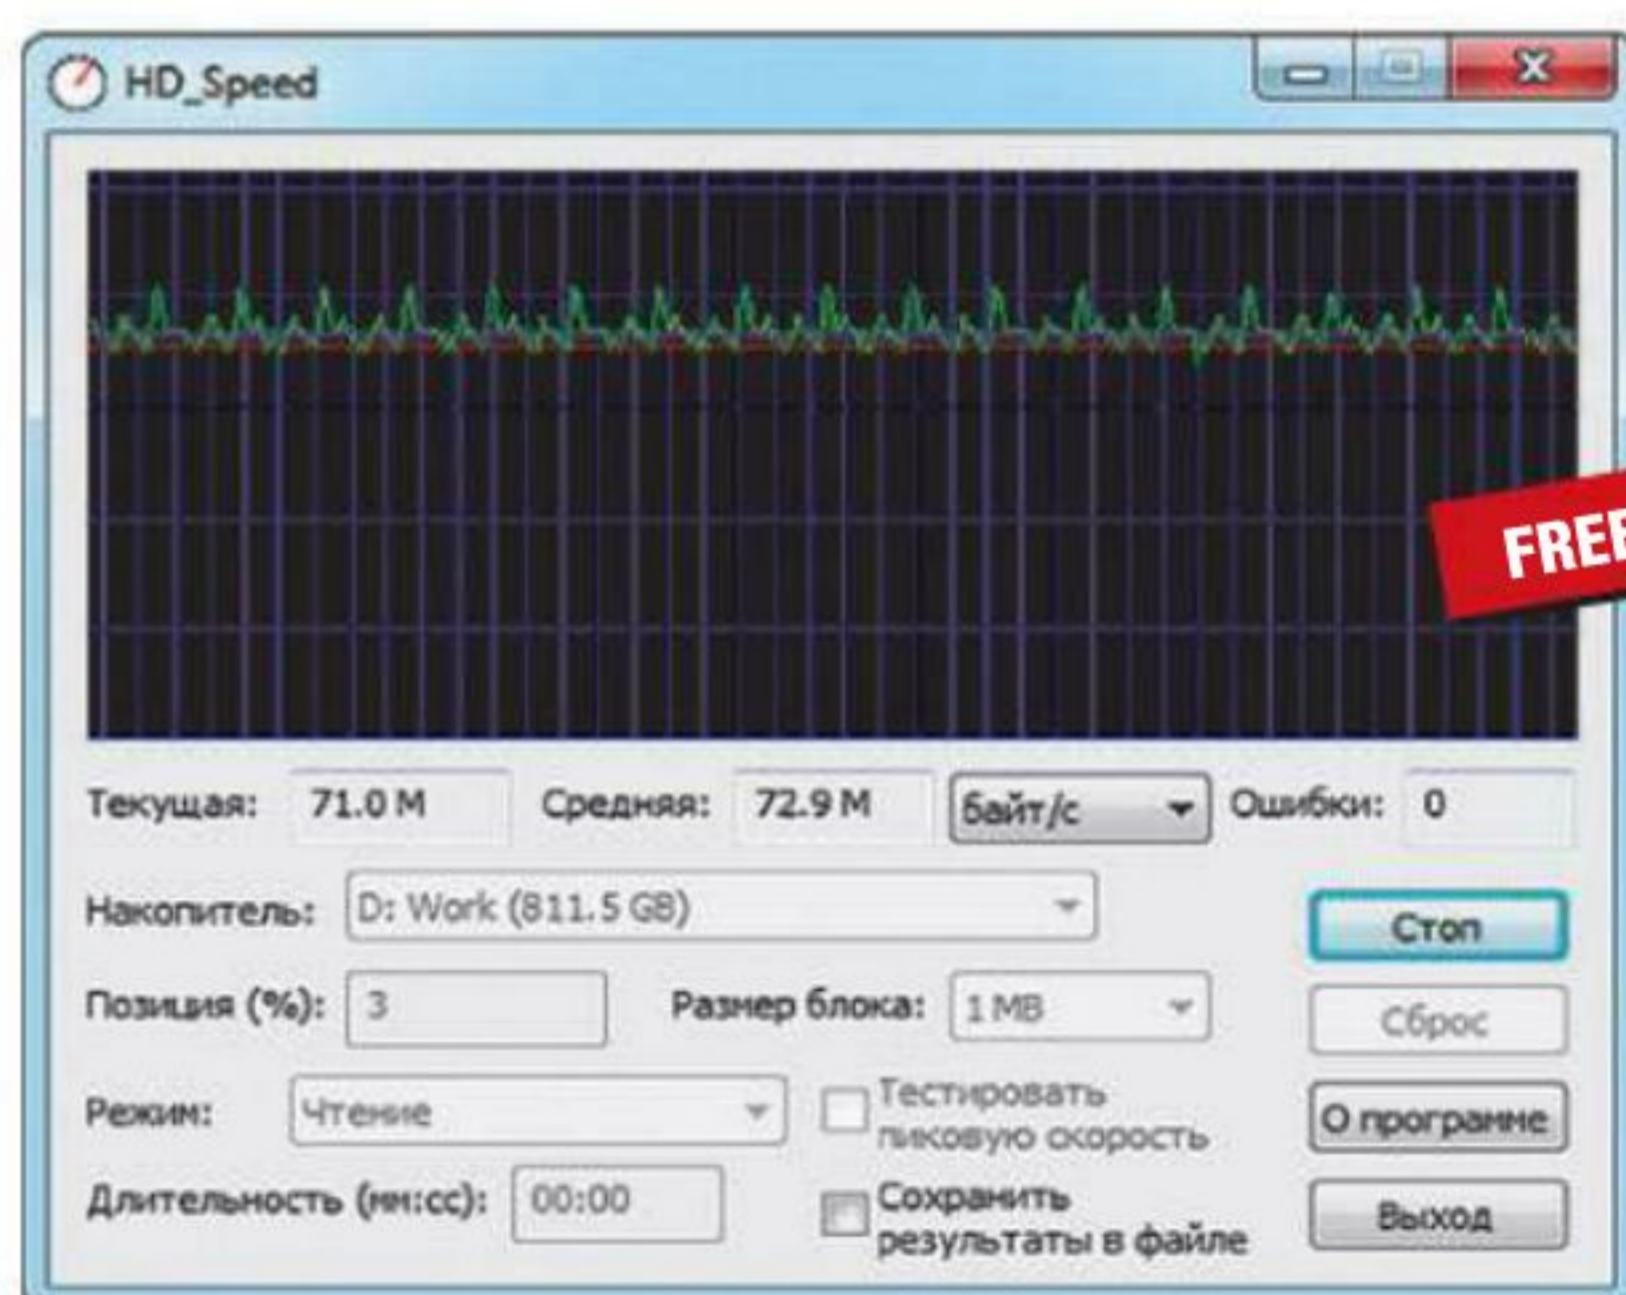 HD_Speed
FREE
Текущая: 71.0 M Средняя: 72.9 M байт/с Ошибки: 0
Накопитель: D: Work (811.5 GB)
Стоп
Позиция (%): 3 Размер блока: 1 MB
Сброс
Режим: Чтение
Тестировать
пиковую скорость
О программе
Длительность (мм:сс): 00:00
Сохранить
результаты в файле
Выход